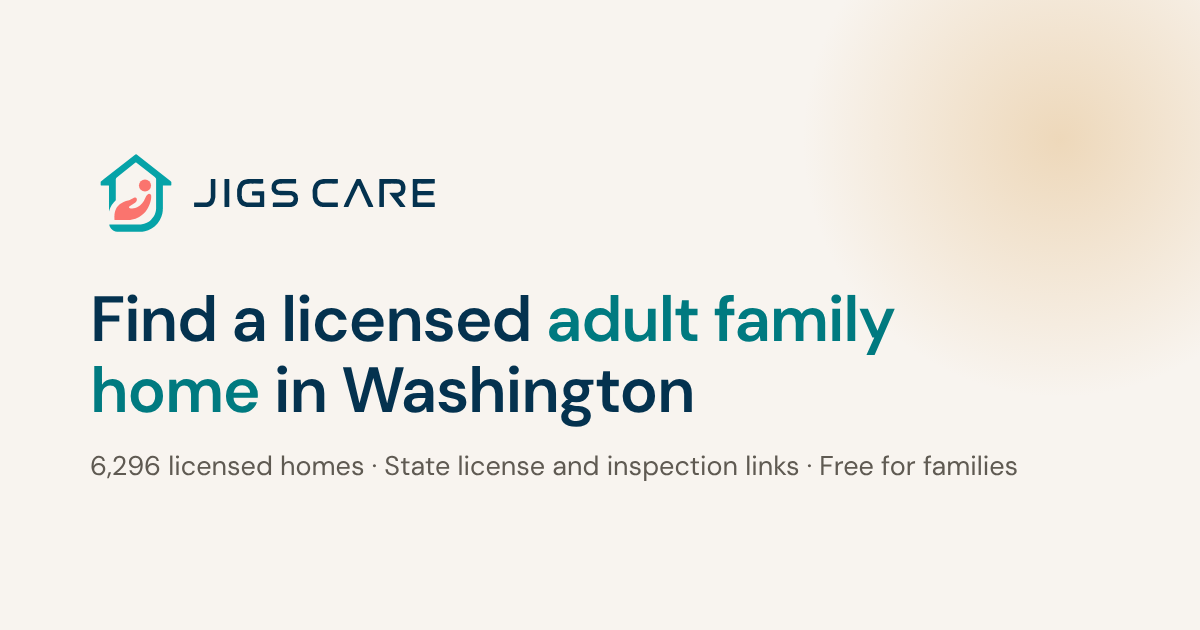 JIGS CARE
Find a licensed adult family
home in Washington
6,296 licensed homes · State license and inspection links · Free for families